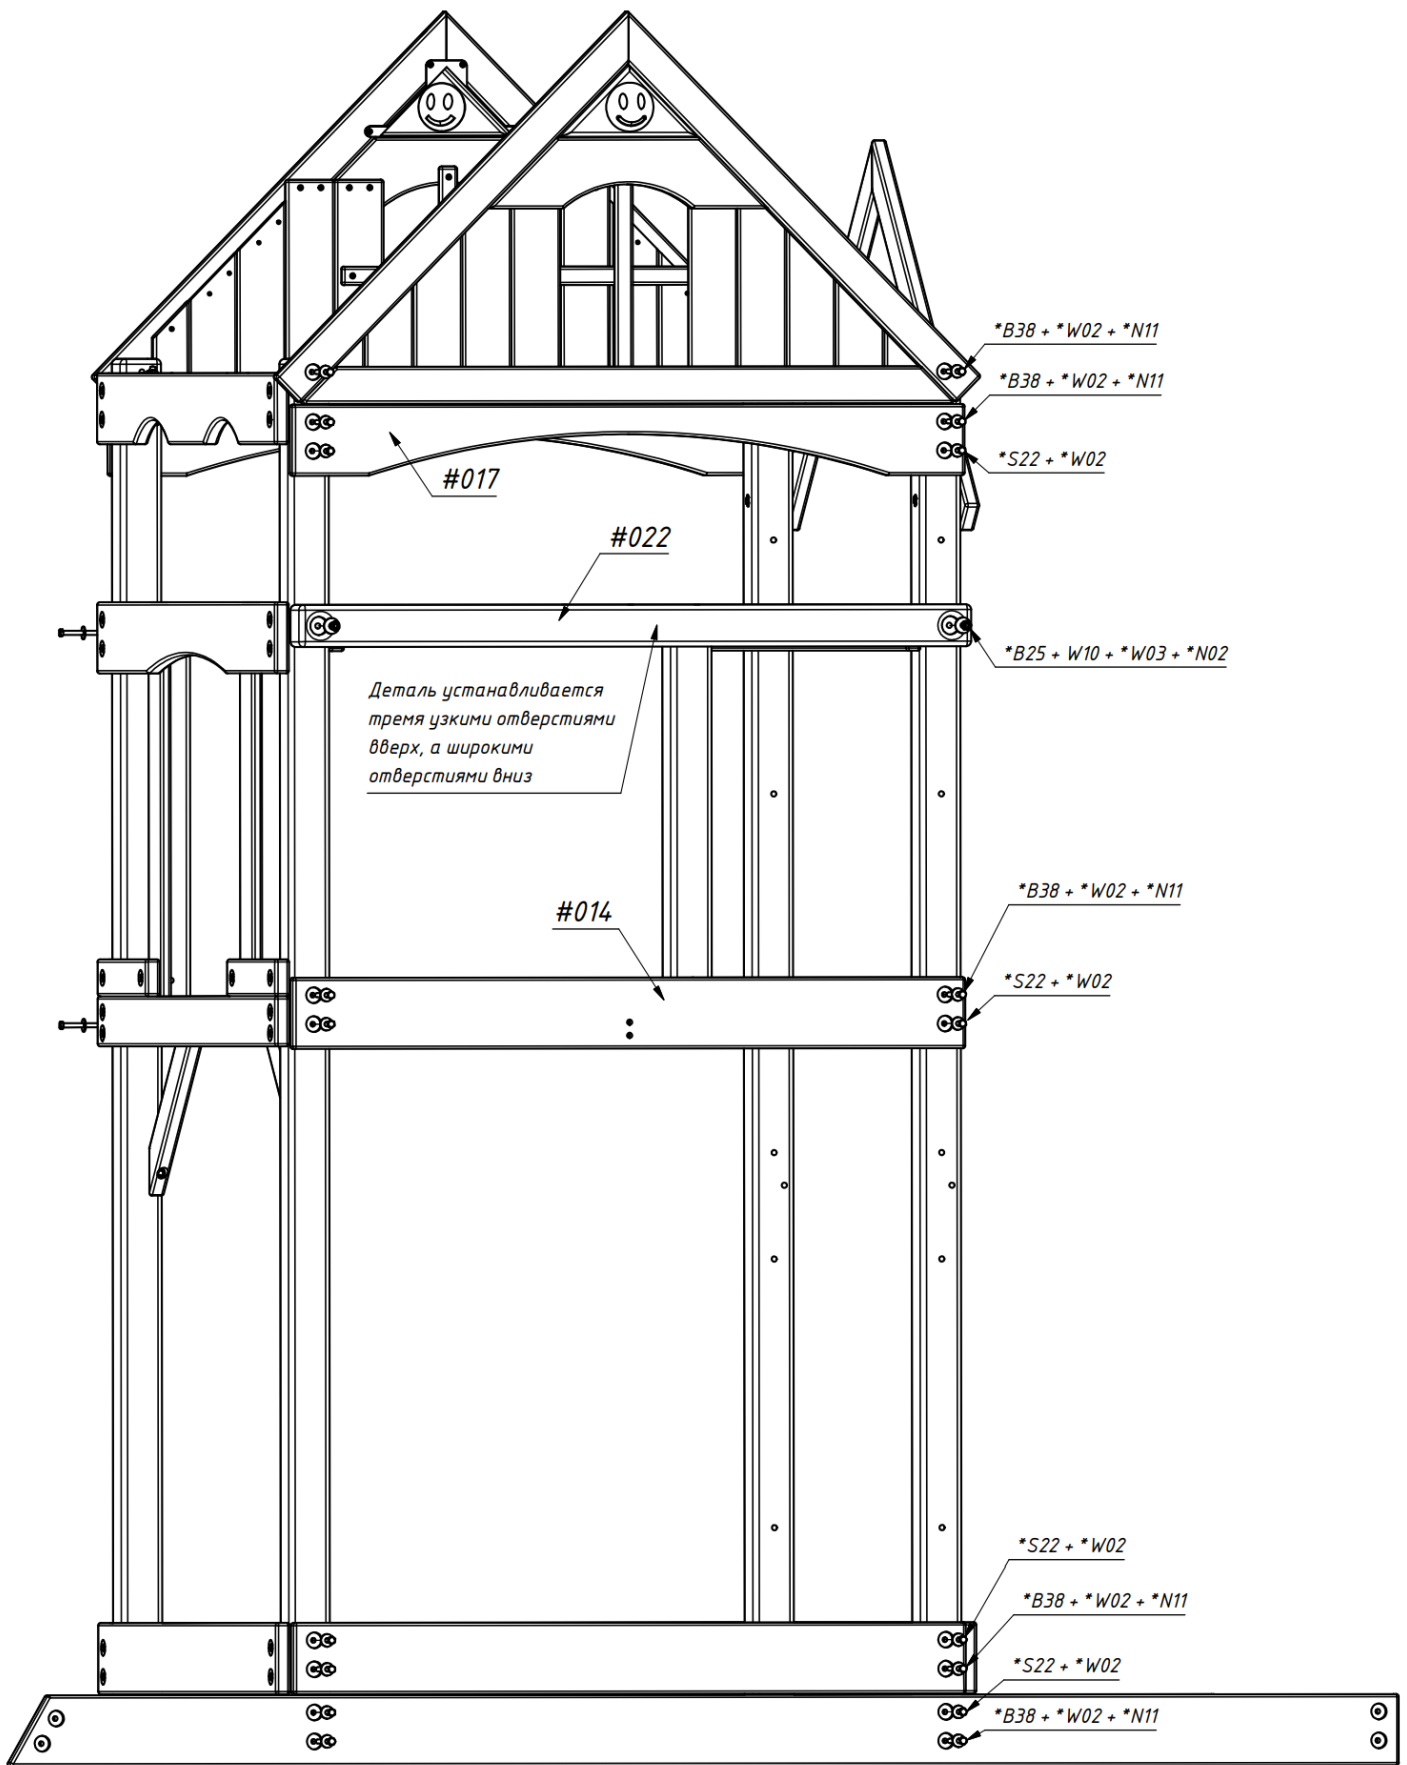 *B38 + *W02 + *N11
*B38 + *W02 + *N11
*S22 + *W02
#017
#022
*B25 + W10 + *W03 + *N02
Деталь устанавливается
тремя узкими отверстиями
вверх, а широкими
отверстиями вниз
*B38 + *W02 + *N11
#014
*S22 + *W02
*S22 + *W02
*B38 + *W02 + *N11
*S22 + *W02
*B38 + *W02 + *N11